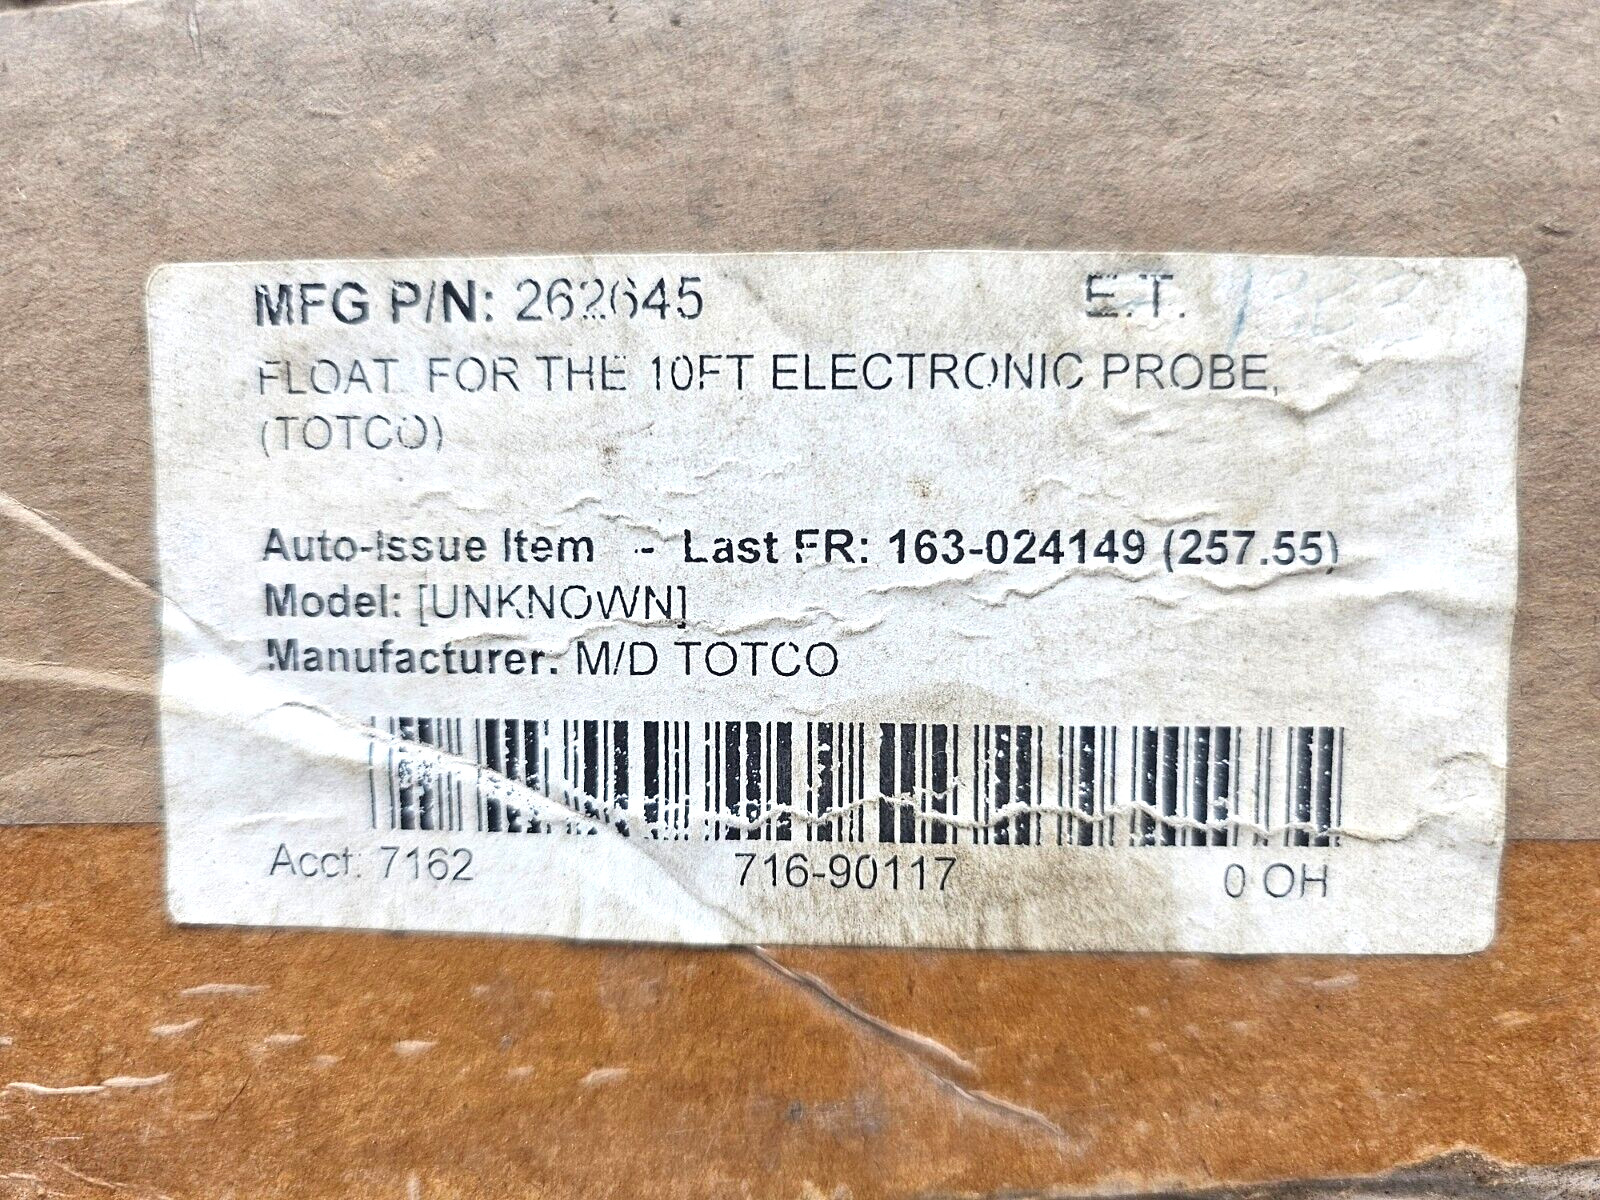 MFG P/N: 262645 E.T.
FLOAT FOR THE 10FT ELECTRONIC PROBE,
(TOTCO)
Auto-Issue Item - Last FR: 163-024149 (257.55)
Model: [UNKNOWN]
Manufacturer: M/D TOTCO
Acct: 7162 716-90117 0 OH